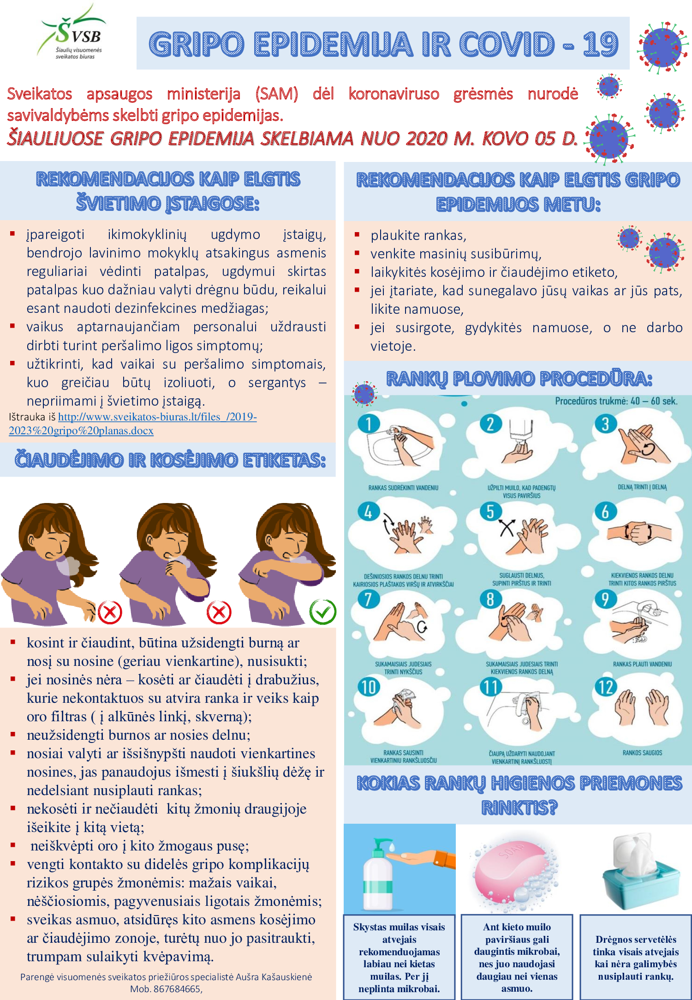 ŠVSB
Šiaulių visuomenės
sveikatos biuras
GRIPO EPIDEMIJA IR COVID - 19
Sveikatos apsaugos ministerija (SAM) dėl koronaviruso grėsmės nurodė
savivaldybėms skelbti gripo epidemijas.
ŠIAULIUOSE GRIPO EPIDEMIJA SKELBIAMA NUO 2020 M. KOVO 05 D.
REKOMENDACIJOS KAIP ELGTIS
ŠVIETIMO ĮSTAIGOSE:
▪ įpareigoti ikimokyklinių ugdymo įstaigų,
bendrojo lavinimo mokyklų atsakingus asmenis
reguliariai vėdinti patalpas, ugdymui skirtas
patalpas kuo dažniau valyti drėgnu būdu, reikalui
esant naudoti dezinfekcines medžiagas;
▪ vaikus aptarnaujančiam personalui uždrausti
dirbti turint peršalimo ligos simptomų;
▪ užtikrinti, kad vaikai su peršalimo simptomais,
kuo greičiau būtų izoliuoti, o sergantys –
nepriimami į švietimo įstaigą.
Ištrauka iš http://www.sveikatos-biuras.lt/files_/2019-
2023%20gripo%20planas.docx
ČIAUDĖJIMO IR KOSĖJIMO ETIKETAS:
▪ kosint ir čiaudint, būtina užsidengti burną ar
nosį su nosine (geriau vienkartine), nusisukti;
▪ jei nosinės nėra – kosėti ar čiaudėti į drabužius,
kurie nekontaktuos su atvira ranka ir veiks kaip
oro filtras ( į alkūnės linkį, skverną);
▪ neužsidengti burnos ar nosies delnu;
▪ nosiai valyti ar išsišnypšti naudoti vienkartines
nosines, jas panaudojus išmesti į šiukšlių dėžę ir
nedelsiant nusiplauti rankas;
▪ nekosėti ir nečiaudėti kitų žmonių draugijoje
išeikite į kitą vietą;
▪ neiškvėpti oro į kito žmogaus pusę;
▪ vengti kontakto su didelės gripo komplikacijų
rizikos grupės žmonėmis: mažais vaikai,
nėščiosiomis, pagyvenusiais ligotais žmonėmis;
▪ sveikas asmuo, atsidūręs kito asmens kosėjimo
ar čiaudėjimo zonoje, turėtų nuo jo pasitraukti,
trumpam sulaikyti kvėpavimą.
Parengė visuomenės sveikatos priežiūros specialistė Aušra Kašauskienė
Mob. 867684665,
REKOMENDACIJOS KAIP ELGTIS GRIPO
EPIDEMIJOS METU:
▪ plaukite rankas,
▪ venkite masinių susibūrimų,
▪ laikykitės kosėjimo ir čiaudėjimo etiketo,
▪ jei įtariate, kad sunegalavo jūsų vaikas ar jūs pats,
likite namuose,
▪ jei susirgote, gydykitės namuose, o ne darbo
vietoje.
RANKŲ PLOVIMO PROCEDŪRA:
Procedūros trukmė: 40 – 60 sek.
1
RANKAS SUDRĖKINTI VANDENIU
2
UŽPILTI MUILO, KAD PADENGTŲ
VISUS PAVIRŠIUS
3
DELNĄ TRINTI Į DELNĄ
4
DEŠINIOSIOS RANKOS DELNU TRINTI
KAIRIOSIOS PLAŠTAKOS VIRŠŲ IR ATVIRKŠČIAI
5
SUGLAUSTI DELNUS,
SUPINTI PIRŠTUS IR TRINTI
6
KIEKVIENOS RANKOS DELNU
TRINTI KITOS RANKOS PIRŠTUS
7
SUKAMAISIAIS JUDESIAIS
TRINTI NYKŠČIUS
8
SUKAMAISIAIS JUDESIAIS TRINTI
KIEKVIENOS RANKOS DELNĄ
9
RANKAS PLAUTI VANDENIU
10
RANKAS SAUSINTI
VIENKARTINIU RANKŠLUOSČIU
11
ČIAUPĄ UŽDARYTI NAUDOJANT
VIENKARTINĮ RANKŠLUOSTĮ
12
RANKOS SAUGIOS
KOKIAS RANKŲ HIGIENOS PRIEMONES
RINKTIS?
SOAP
Skystas muilas visais
atvejais
rekomenduojamas
labiau nei kietas
muilas. Per jį
neplinta mikrobai.
Ant kieto muilo
paviršiaus gali
daugintis mikrobai,
nes juo naudojasi
daugiau nei vienas
asmuo.
Drėgnos servetėlės
tinka visais atvejais
kai nėra galimybės
nusiplauti rankų.